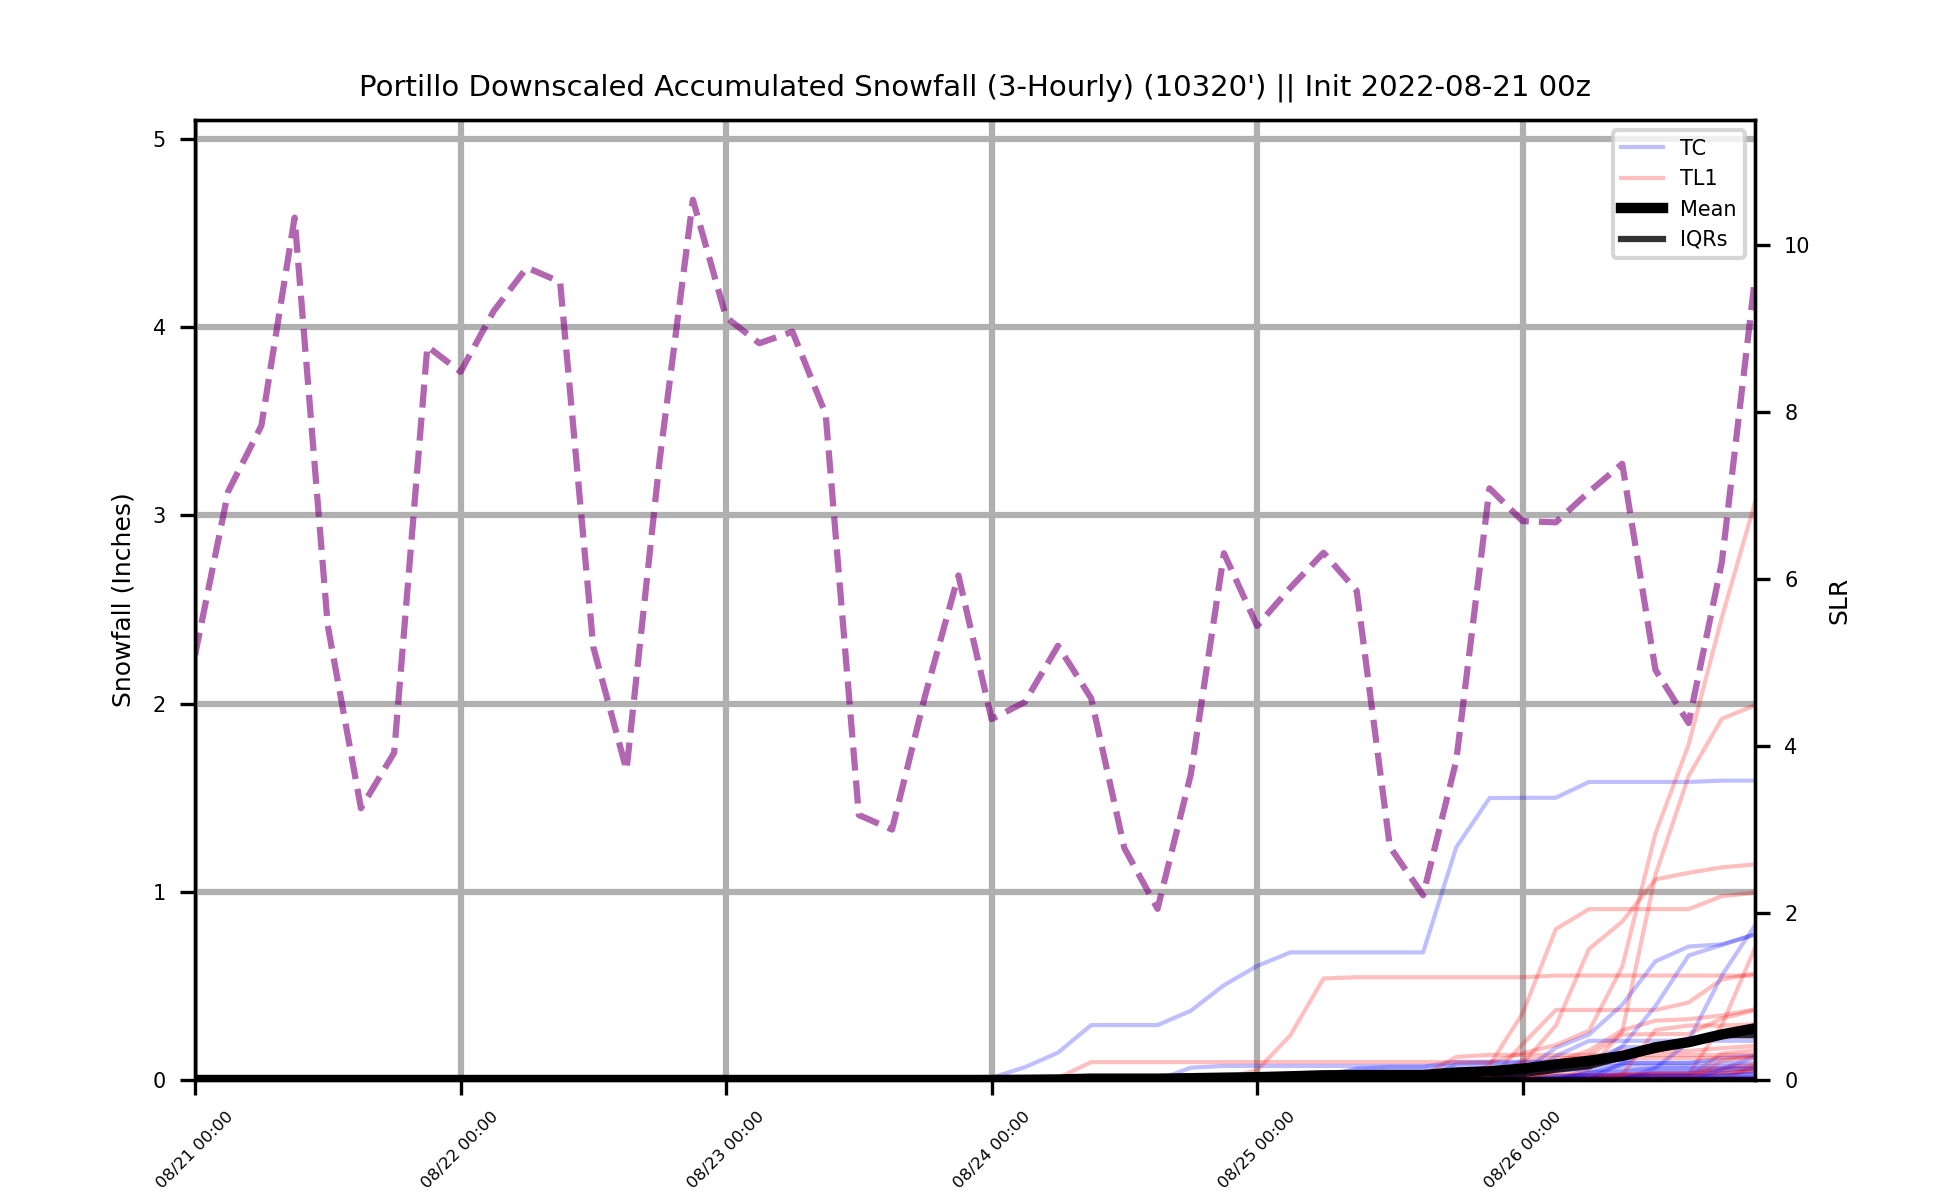 Portillo Downscaled Accumulated Snowfall (3-Hourly) (10320') || Init 2022-08-21 00z
TC
TL1
Mean
IQRs
Snowfall (Inches)
5
4
3
2
1
0
SLR
10
8
6
4
2
0
08/21 00:00
08/22 00:00
08/23 00:00
08/24 00:00
08/25 00:00
08/26 00:00